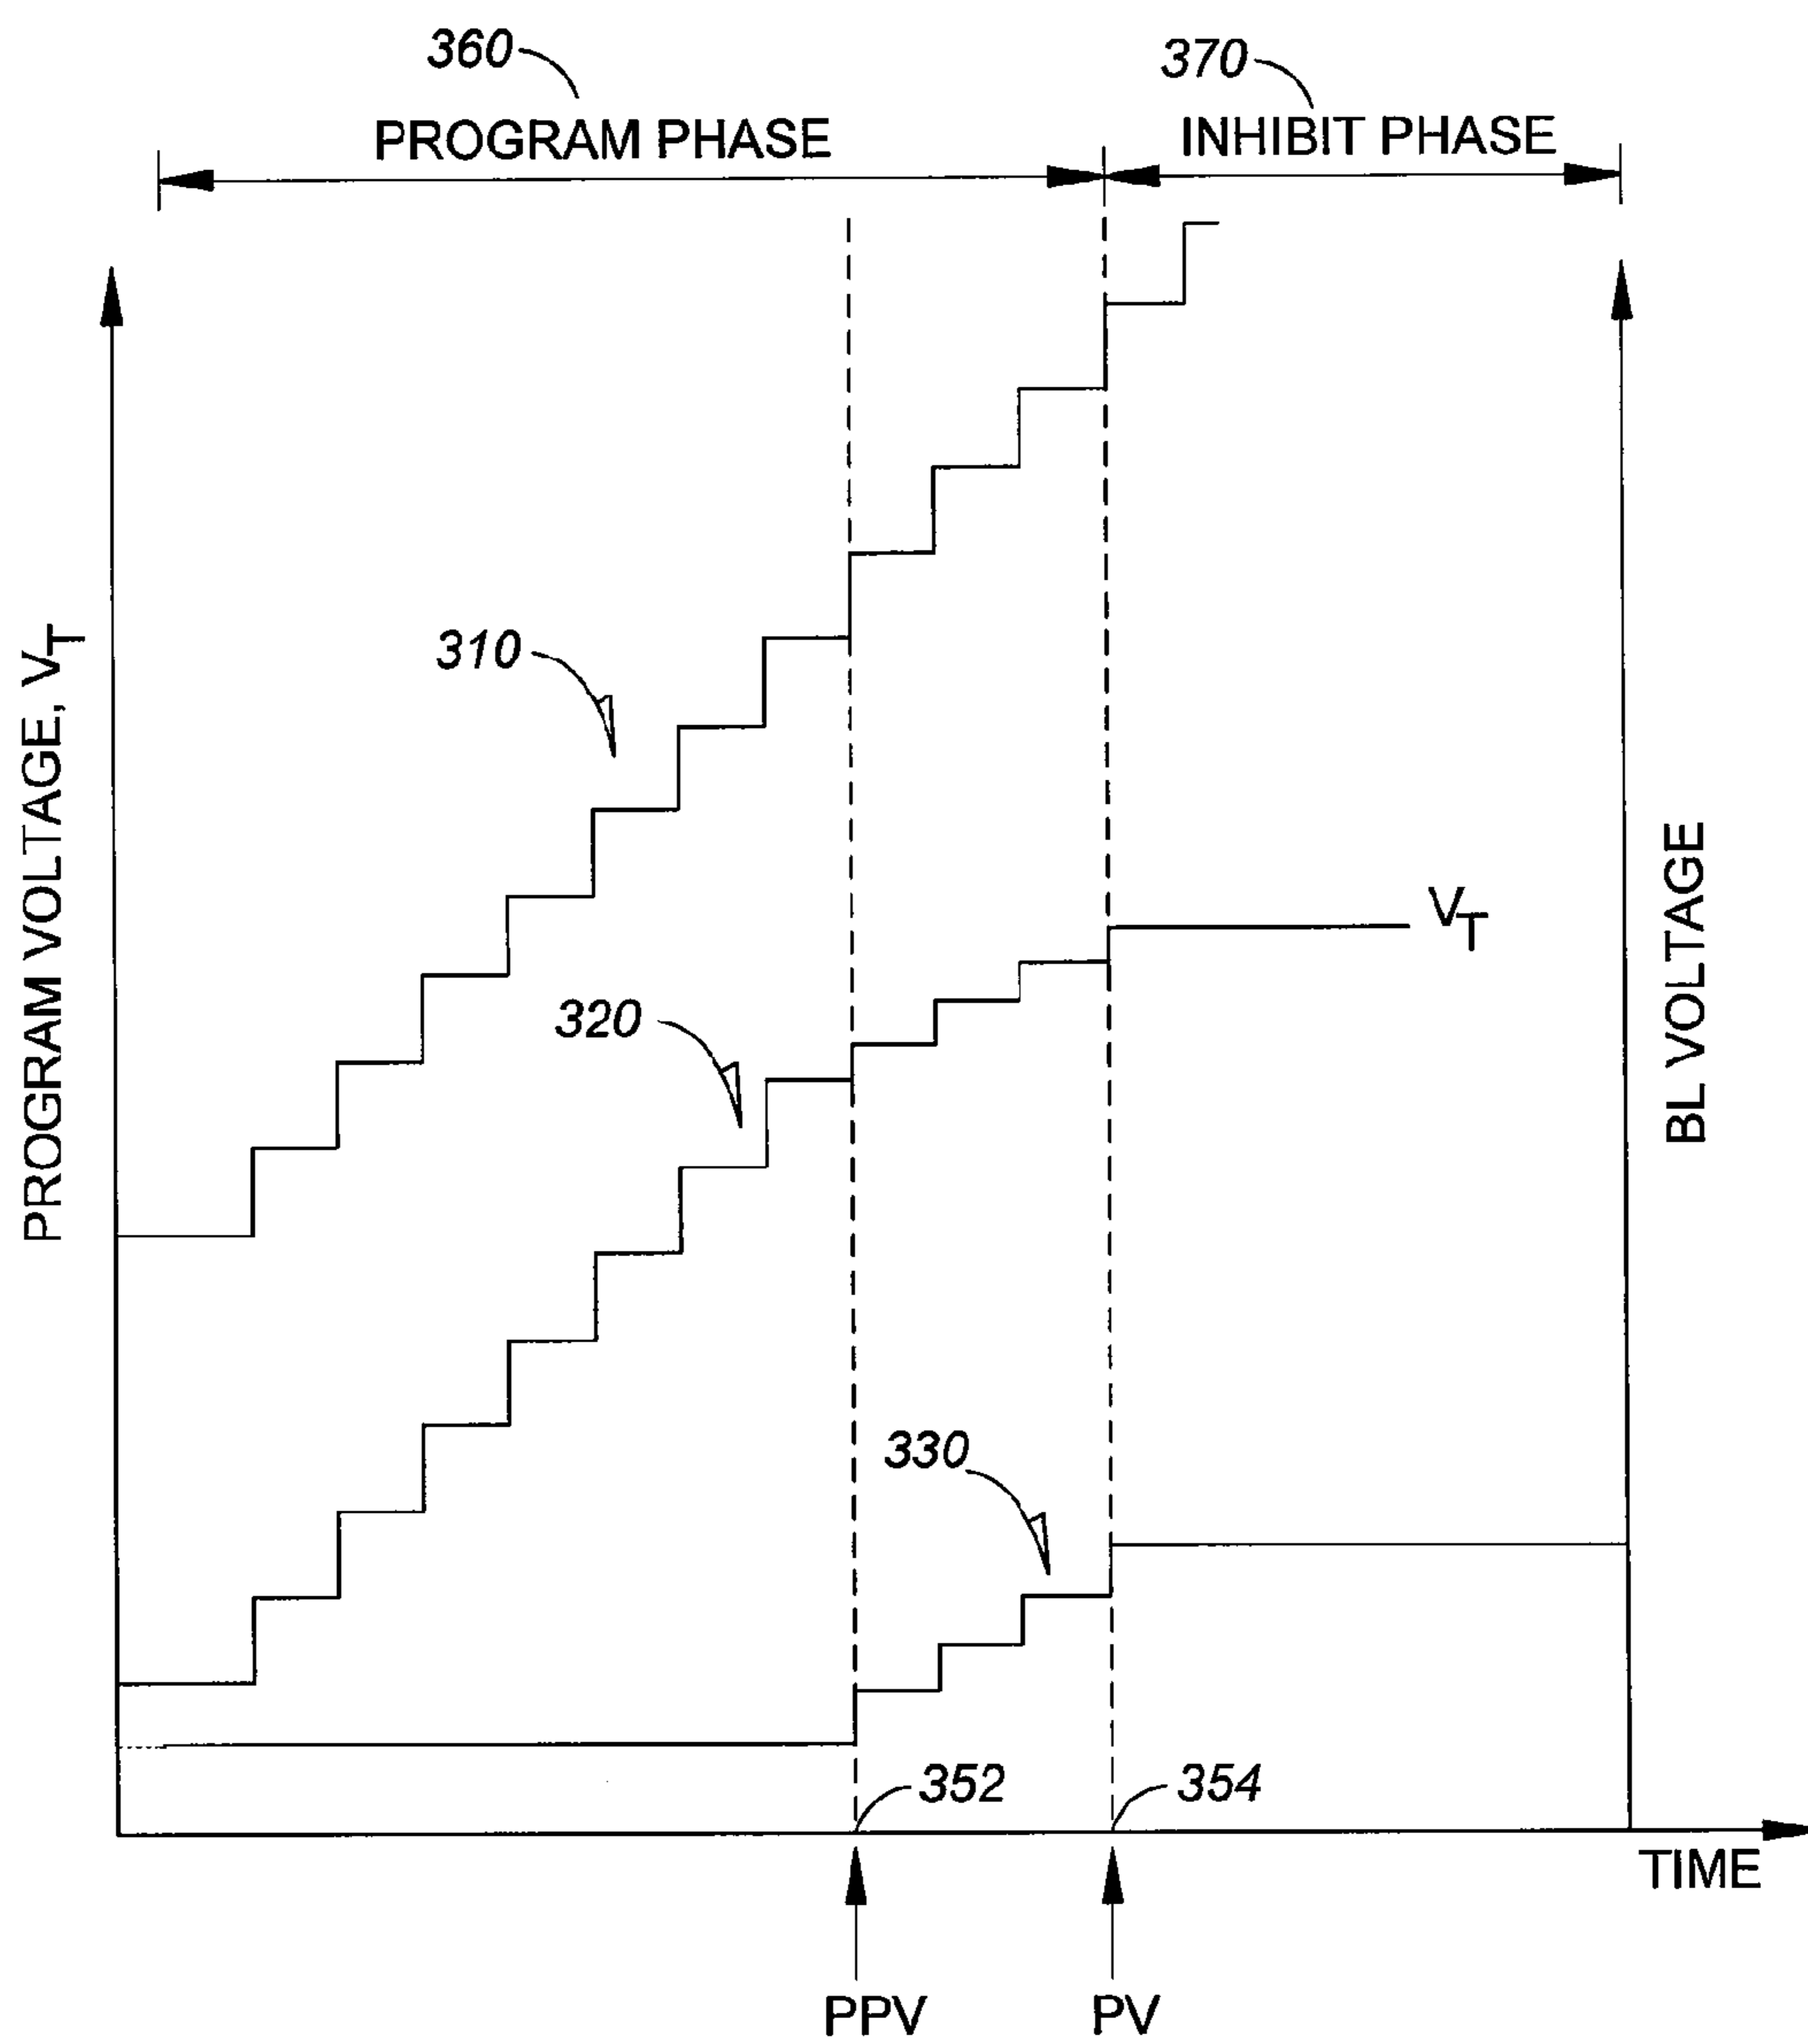 360
370
PROGRAM PHASE
INHIBIT PHASE
310
PROGRAM VOLTAGE, VT
VT
BL VOLTAGE
320
330
352
354
TIME
PPV
PV